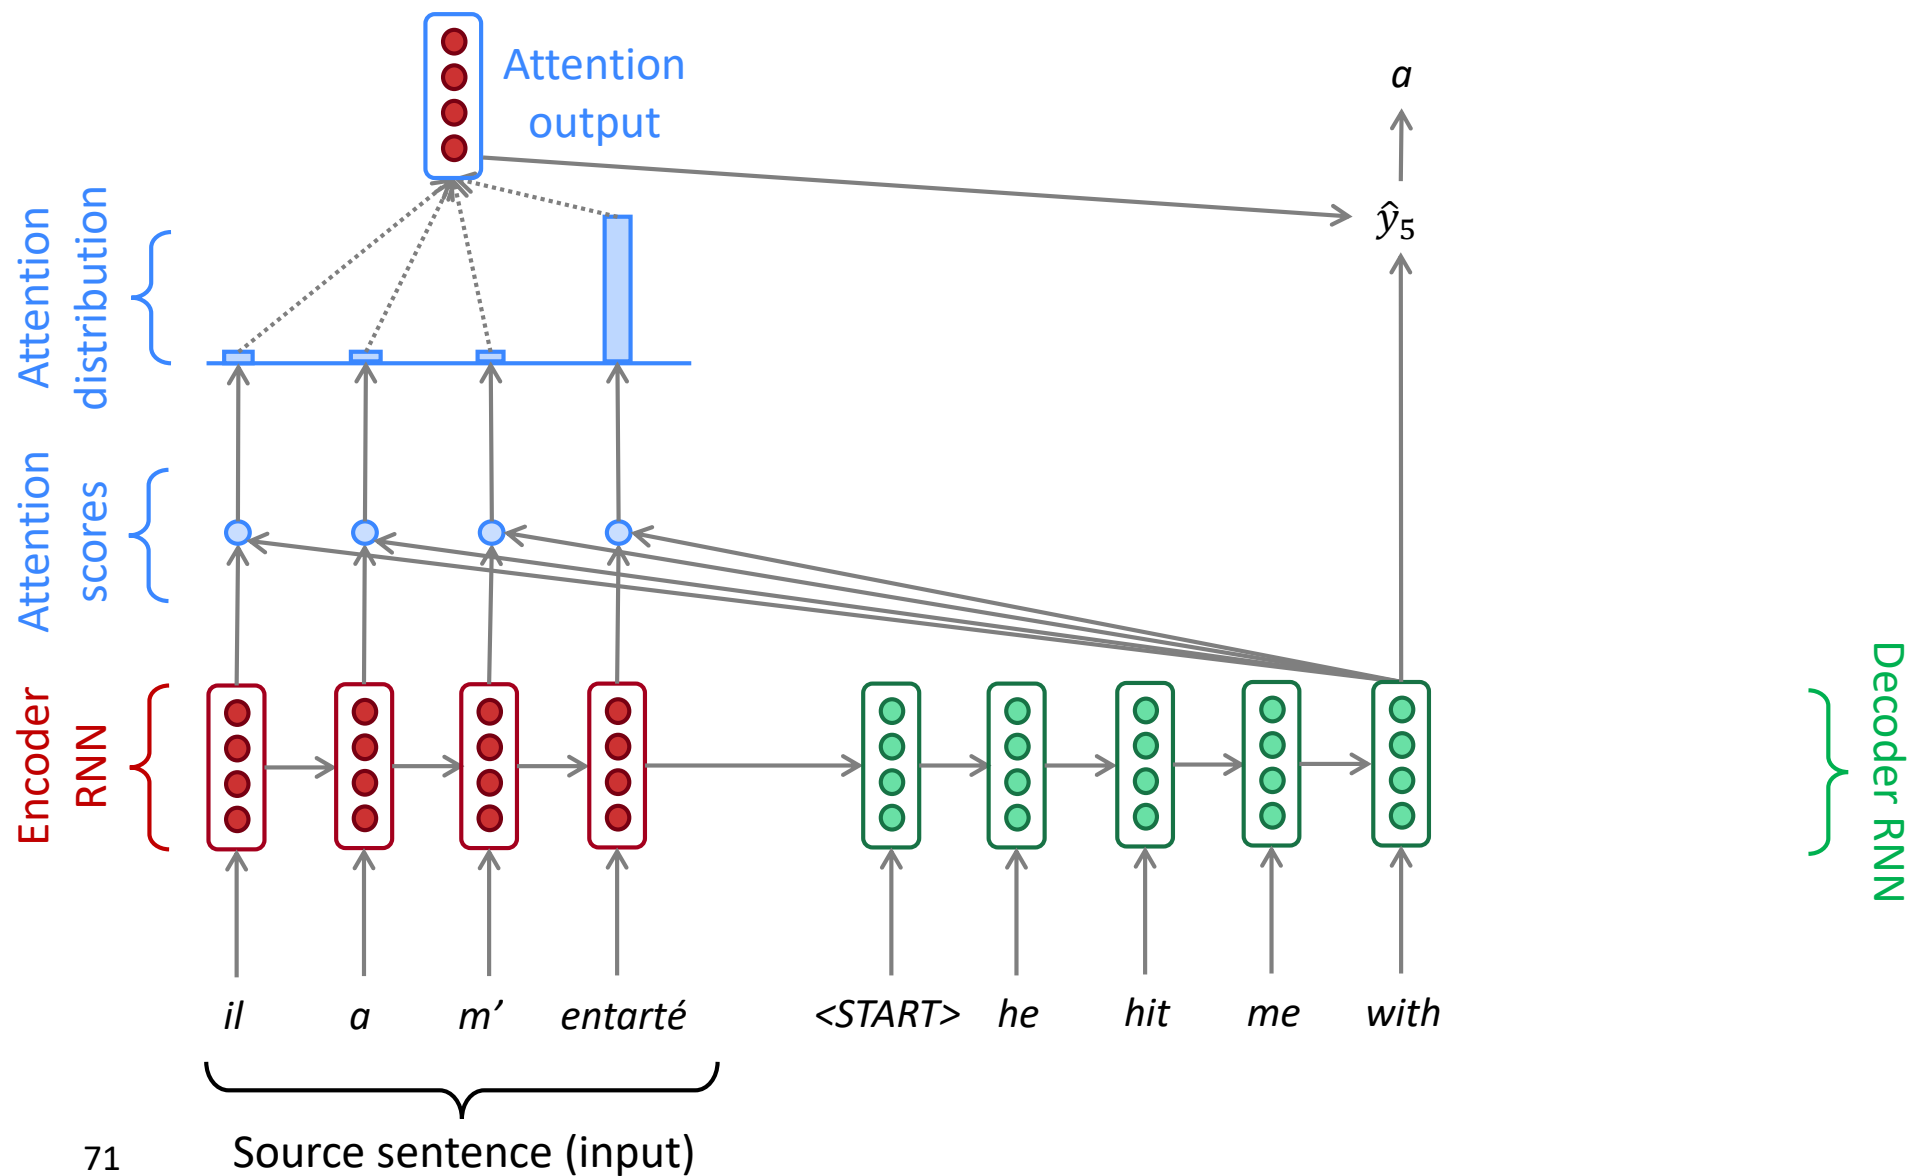 Attention
output
a
Attention
distribution
ŷ₅
Attention
scores
Encoder
RNN
Decoder RNN
il a m’ entarté <START> he hit me with
Source sentence (input)
71